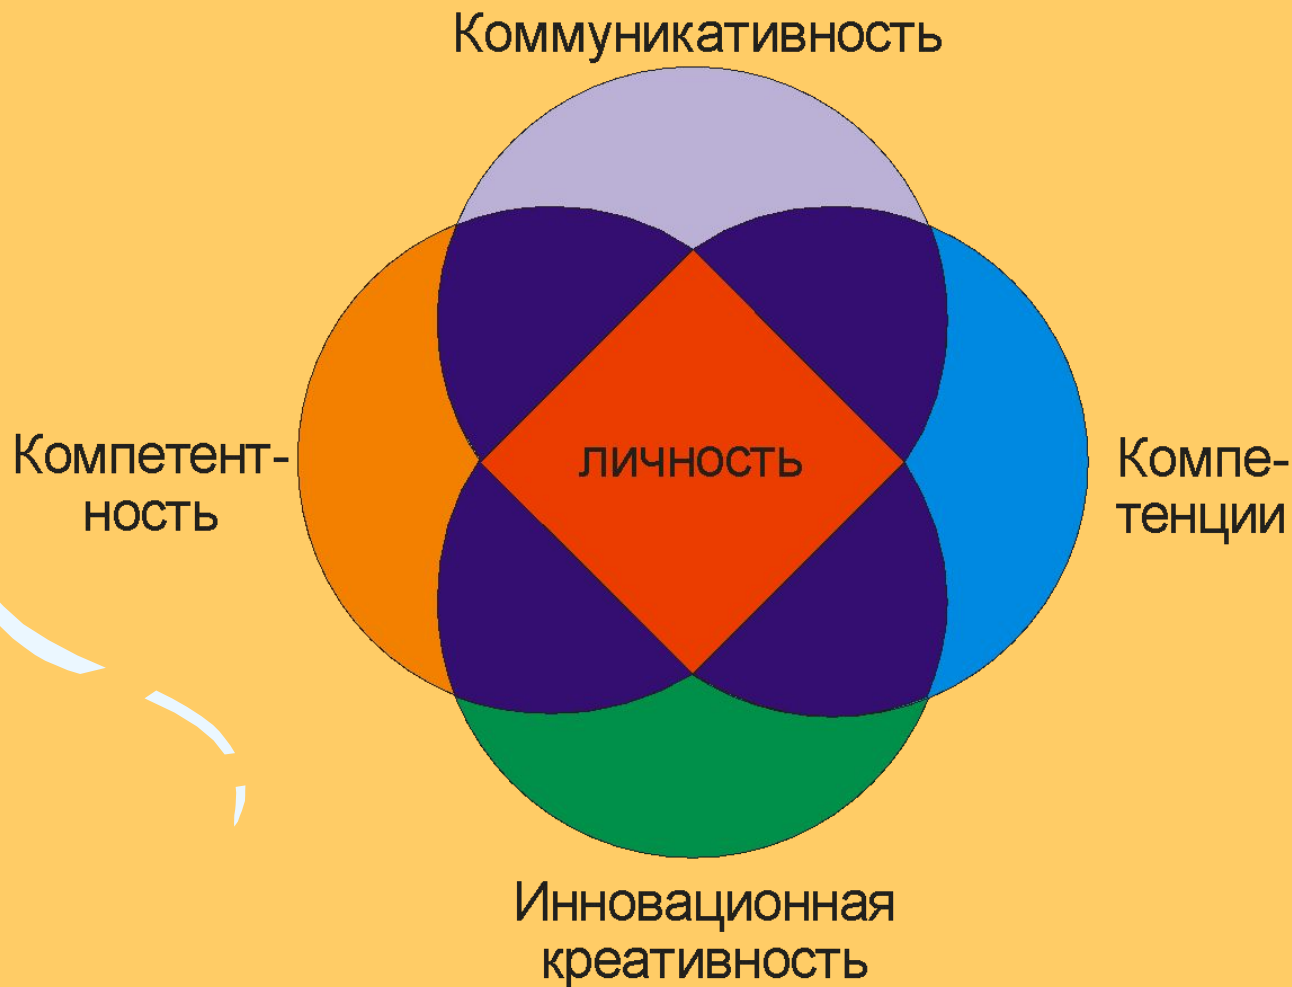 Коммуникативность
Компетент-
ность
личность
Компе-
тенции
Инновационная
креативность